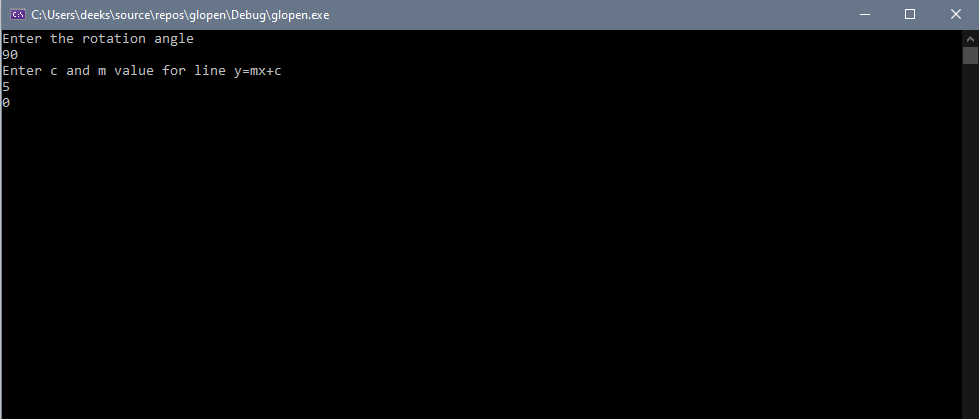 C:\Users\deeks\source\repos\glopen\Debug\glopen.exe
Enter the rotation angle
90
Enter c and m value for line y=mx+c
5
0